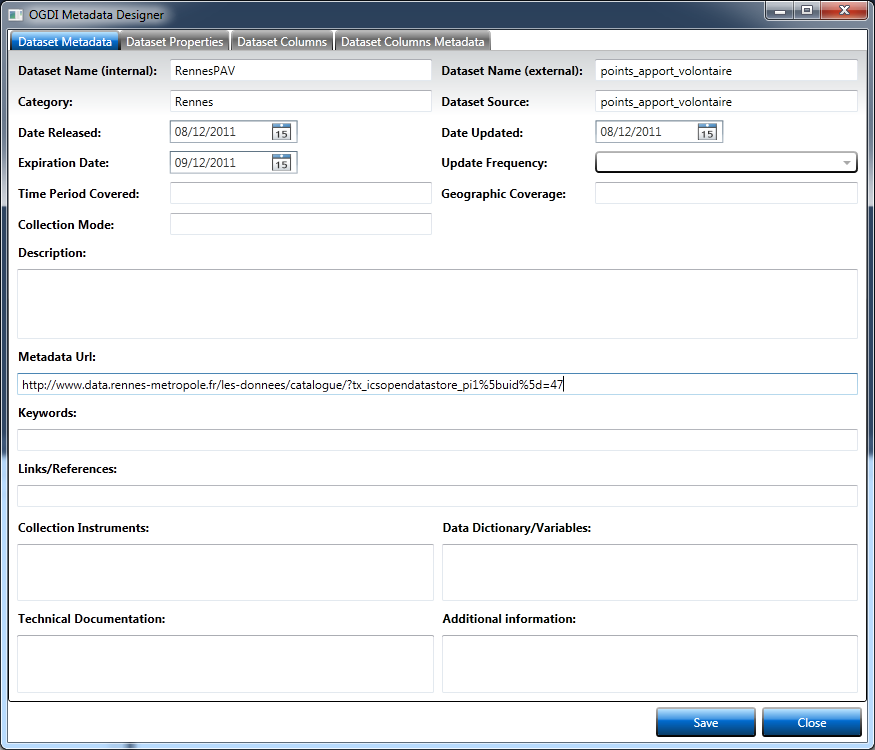 OGDI Metadata Designer
Dataset Metadata Dataset Properties Dataset Columns Dataset Columns Metadata
Dataset Name (internal): RennesPAV Dataset Name (external): points_apport_volontaire
Category: Rennes Dataset Source: points_apport_volontaire
Date Released: 08/12/2011 15 Date Updated: 08/12/2011 15
Expiration Date: 09/12/2011 15 Update Frequency:
Time Period Covered: Geographic Coverage:
Collection Mode:
Description:
Metadata Url:
http://www.data.rennes-metropole.fr/les-donnees/catalogue/?tx_icsopendatastore_pi1%5buid%5d=47
Keywords:
Links/References:
Collection Instruments: Data Dictionary/Variables:
Technical Documentation: Additional information:
Save Close